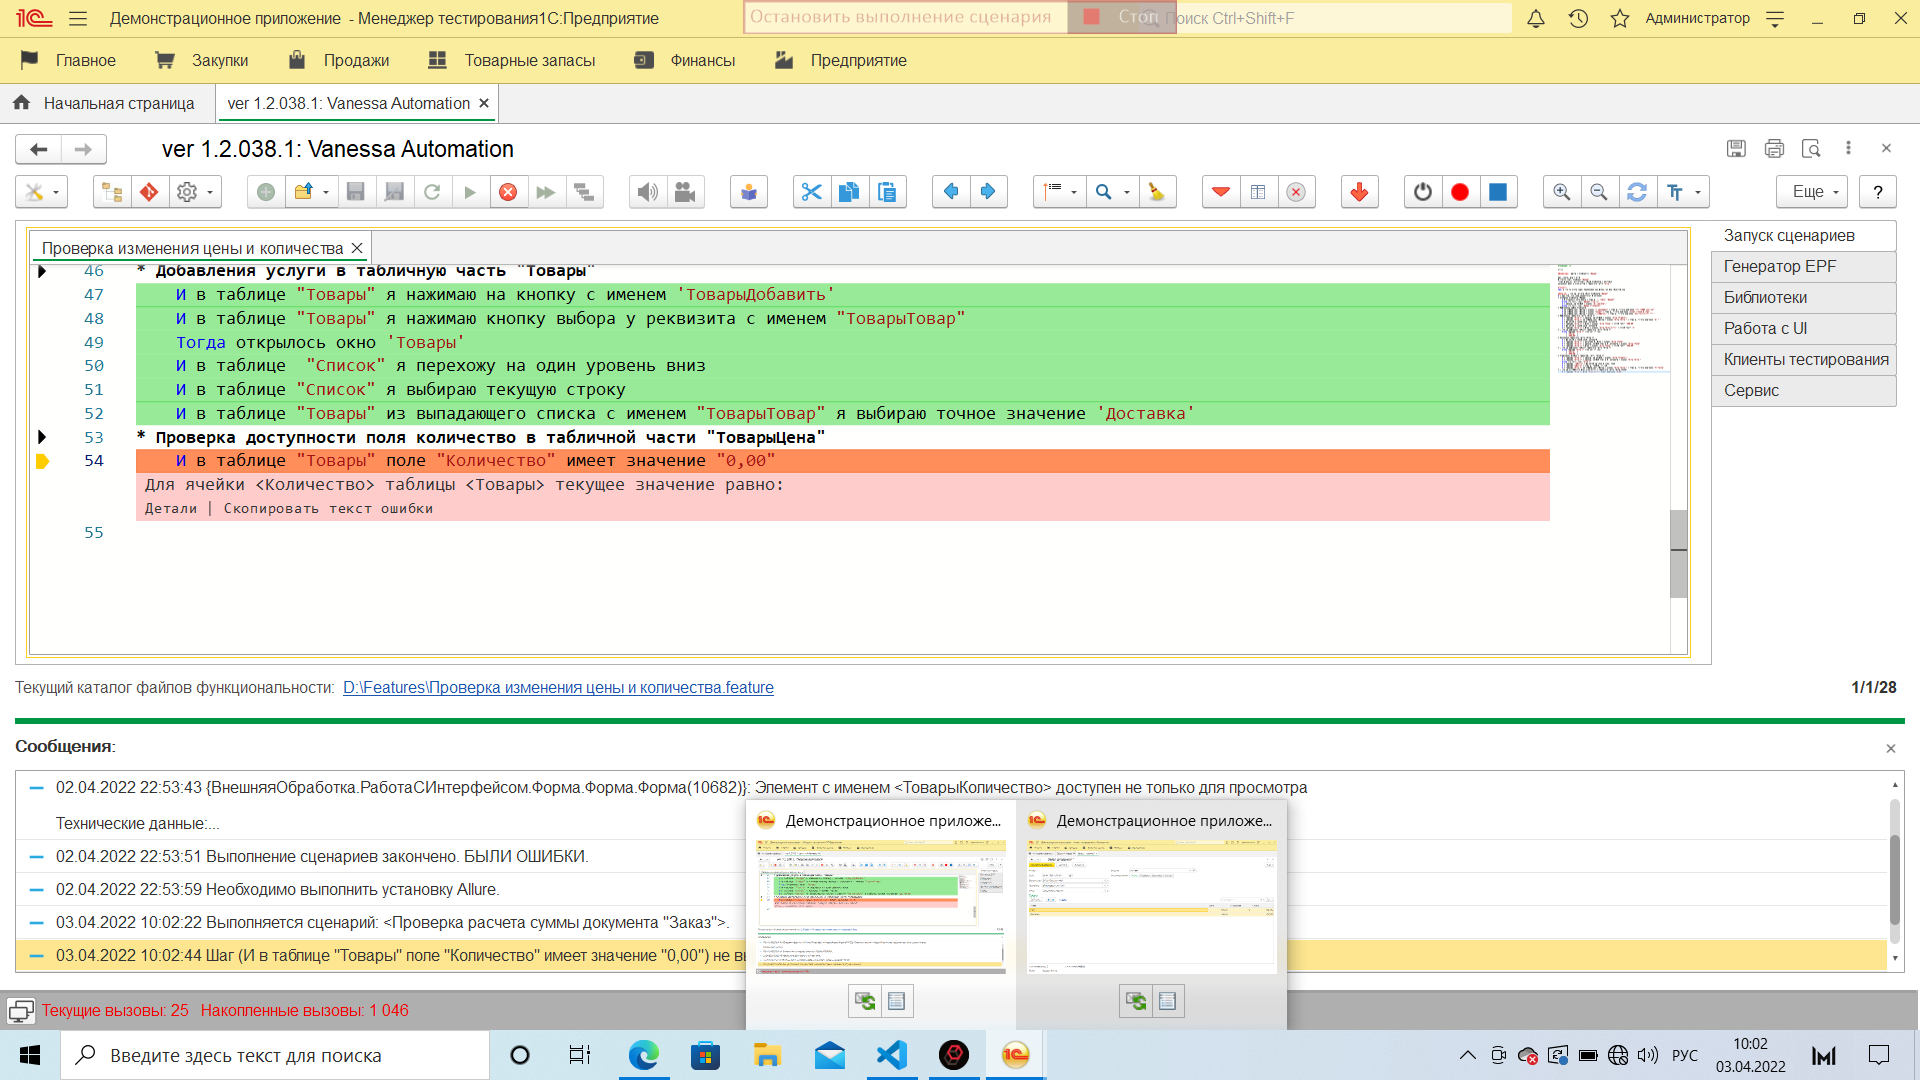 Демонстрационное приложение - Менеджер тестирования1С:Предприятие
Остановить выполнение сценария
Стоп
Поиск Ctrl+Shift+F
Администратор
Главное
Закупки
Продажи
Товарные запасы
Финансы
Предприятие
Начальная страница
ver 1.2.038.1: Vanessa Automation
ver 1.2.038.1: Vanessa Automation
Еще
?
Проверка изменения цены и количества
46 * Добавления услуги в табличную часть "Товары"
47 И в таблице "Товары" я нажимаю на кнопку с именем 'ТоварыДобавить'
48 И в таблице "Товары" я нажимаю кнопку выбора у реквизита с именем "ТоварыТовар"
49 Тогда открылось окно 'Товары'
50 И в таблице "Список" я перехожу на один уровень вниз
51 И в таблице "Список" я выбираю текущую строку
52 И в таблице "Товары" из выпадающего списка с именем "ТоварыТовар" я выбираю точное значение 'Доставка'
53 * Проверка доступности поля количество в табличной части "ТоварыЦена"
54 И в таблице "Товары" поле "Количество" имеет значение "0,00"
Для ячейки <Количество> таблицы <Товары> текущее значение равно:
Детали | Скопировать текст ошибки
55
Запуск сценариев
Генератор EPF
Библиотеки
Работа с UI
Клиенты тестирования
Сервис
Текущий каталог файлов функциональности: D:\Features\Проверка изменения цены и количества.feature
1/1/28
Сообщения:
02.04.2022 22:53:43 {ВнешняяОбработка.РаботаСИнтерфейсом.Форма.Форма.Форма(10682)}: Элемент с именем <ТоварыКоличество> доступен не только для просмотра
Технические данные:...
02.04.2022 22:53:51 Выполнение сценариев закончено. БЫЛИ ОШИБКИ.
02.04.2022 22:53:59 Необходимо выполнить установку Allure.
03.04.2022 10:02:22 Выполняется сценарий: <Проверка расчета суммы документа "Заказ">.
03.04.2022 10:02:44 Шаг (И в таблице "Товары" поле "Количество" имеет значение "0,00") не
Демонстрационное приложе...
Демонстрационное приложе...
Текущие вызовы: 25 Накопленные вызовы: 1 046
Введите здесь текст для поиска
РУС
10:02
03.04.2022